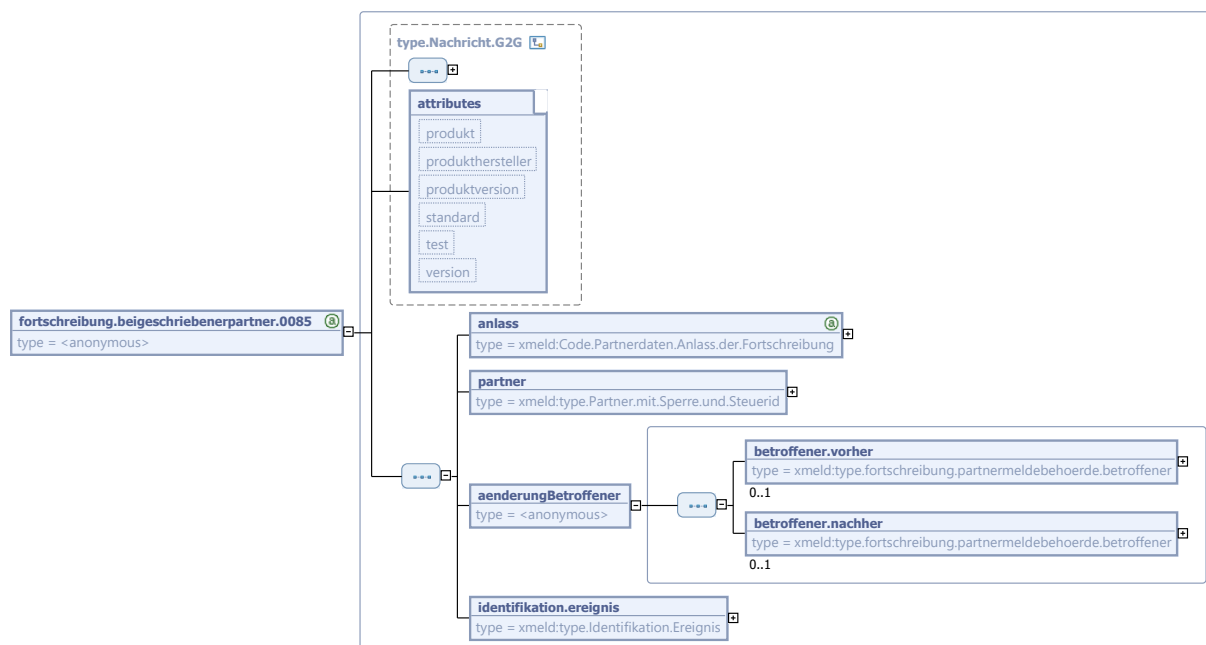 type.Nachricht.G2G
attributes
produkt
produkthersteller
produktversion
standard
test
version
fortschreibung.beigeschriebenerpartner.0085 a
type = <anonymous>
anlass a
type = xmeld:Code.Partnerdaten.Anlass.der.Fortschreibung
partner
type = xmeld:type.Partner.mit.Sperre.und.Steuerid
aenderungBetroffener
type = <anonymous>
betroffener.vorher
type = xmeld:type.fortschreibung.partnermeldebehoerde.betroffener
0..1
betroffener.nachher
type = xmeld:type.fortschreibung.partnermeldebehoerde.betroffener
0..1
identifikation.ereignis
type = xmeld:type.Identifikation.Ereignis